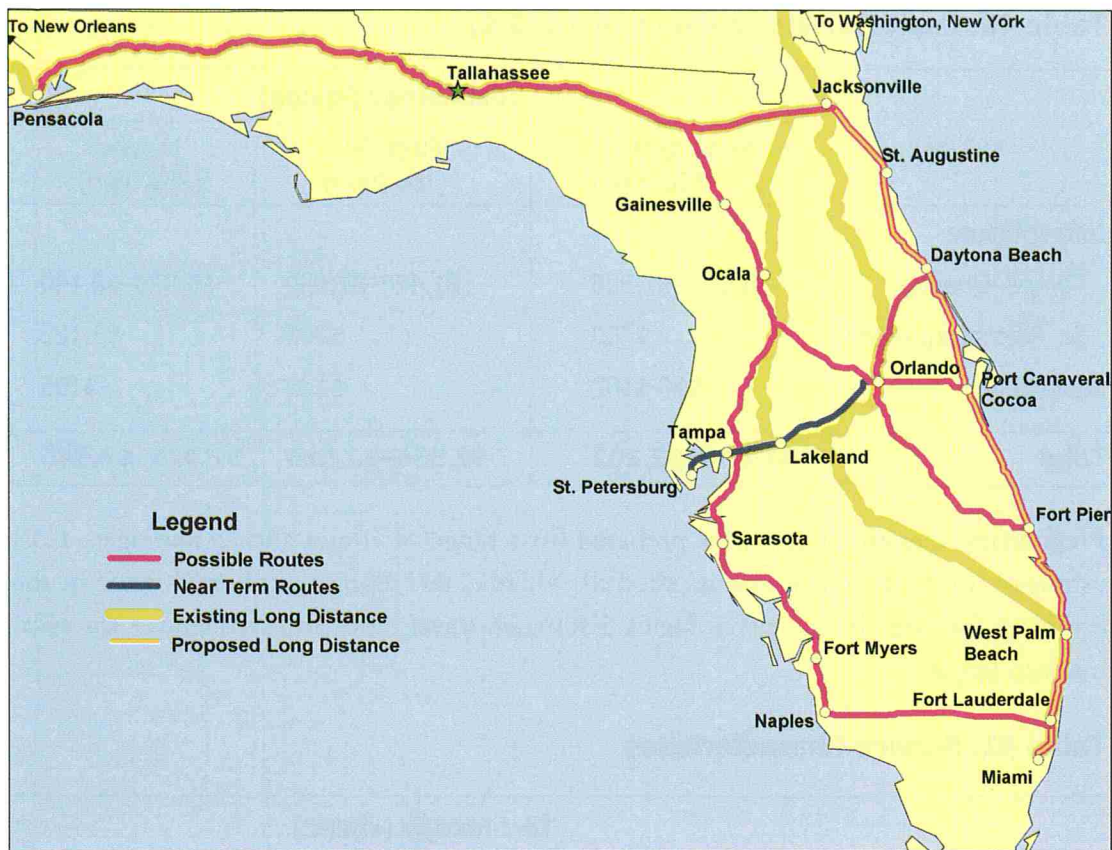 To New Orleans
To Washington, New York
Tallahassee
Jacksonville
Pensacola
St. Augustine
Gainesville
Daytona Beach
Ocala
Orlando
Port Canaveral
Cocoa
Tampa
Lakeland
St. Petersburg
Fort Pier
Legend
Sarasota
Possible Routes
Near Term Routes
Existing Long Distance
Proposed Long Distance
West Palm
Beach
Fort Myers
Fort Lauderdale
Naples
Miami